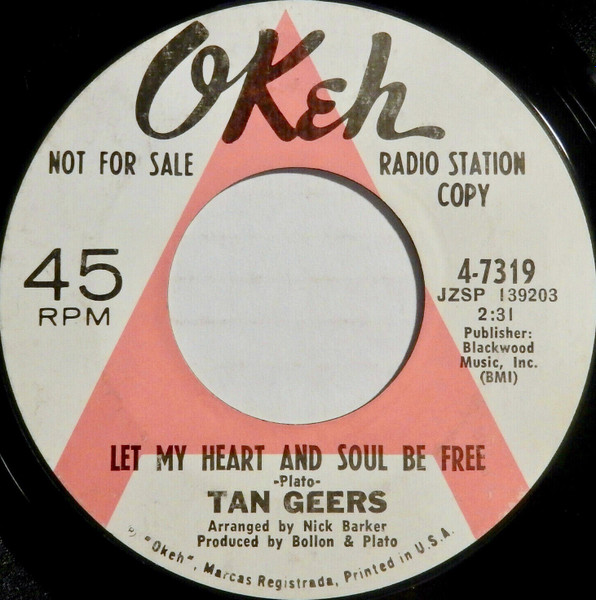 OKeh
NOT FOR SALE
RADIO STATION
COPY
45
RPM
4-7319
JZSP 139203
2:31
Publisher:
Blackwood
Music, Inc.
(BMI)
LET MY HEART AND SOUL BE FREE
-Plato-
TAN GEERS
Arranged by Nick Barker
Produced by Bollon & Plato
"Okeh", Marcas Registrada, Printed in U.S.A.